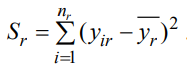 $S_r = \sum_{i=1}^{n_r} (y_{ir} - \overline{y_r})^2$.